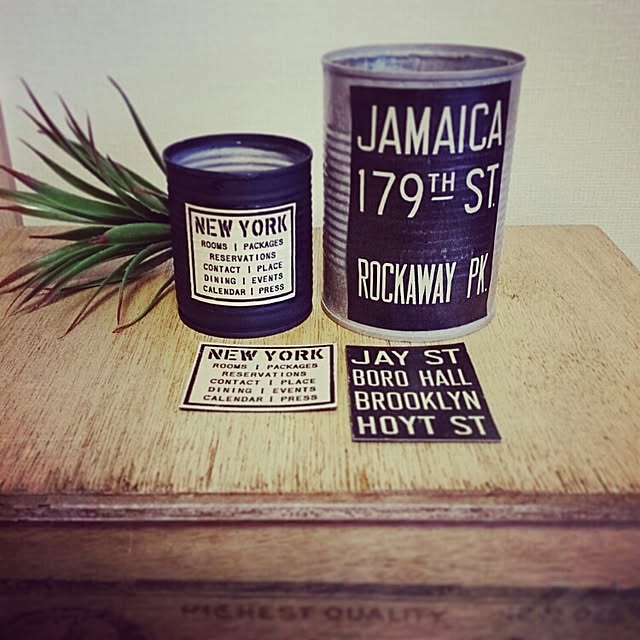 NEW YORK
ROOMS | PACKAGES
RESERVATIONS
CONTACT | PLACE
DINING | EVENTS
CALENDAR | PRESS
JAMAICA
179TH ST.
ROCKAWAY PK.
NEW YORK
ROOMS | PACKAGES
RESERVATIONS
CONTACT | PLACE
DINING | EVENTS
CALENDAR | PRESS
JAY ST
BORO HALL
BROOKLYN
HOYT ST
HIGHEST QUALITY